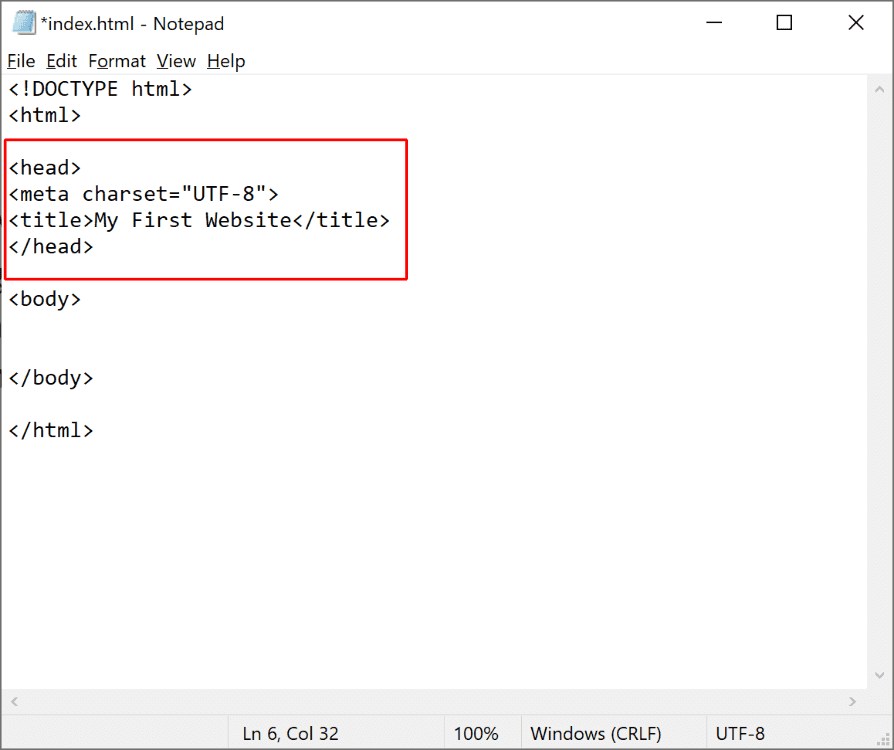 *index.html - Notepad
File Edit Format View Help
<!DOCTYPE html>
<html>
<head>
<meta charset="UTF-8">
<title>My First Website</title>
</head>
<body>
</body>
</html>
Ln 6, Col 32 100% Windows (CRLF) UTF-8